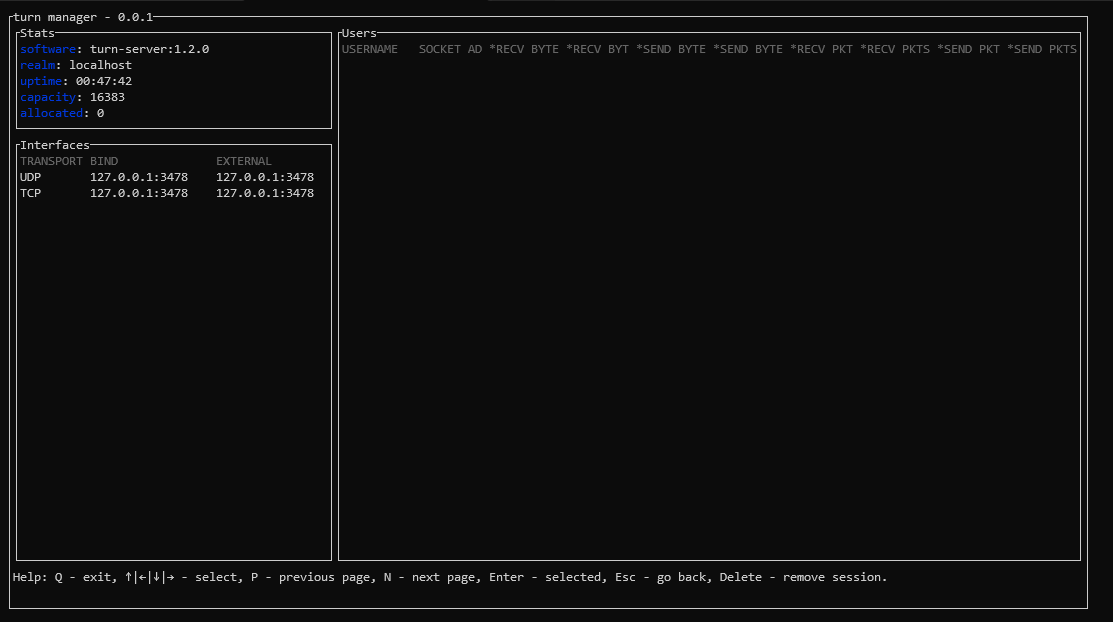 turn manager - 0.0.1
Stats
software: turn-server:1.2.0
realm: localhost
uptime: 00:47:42
capacity: 16383
allocated: 0
Interfaces
TRANSPORT BIND EXTERNAL
UDP 127.0.0.1:3478 127.0.0.1:3478
TCP 127.0.0.1:3478 127.0.0.1:3478
Users
USERNAME SOCKET AD *RECV BYTE *RECV BYT *SEND BYTE *SEND BYTE *RECV PKT *RECV PKTS *SEND PKT *SEND PKTS
Help: Q - exit, ↑|←|↓|→ - select, P - previous page, N - next page, Enter - selected, Esc - go back, Delete - remove session.